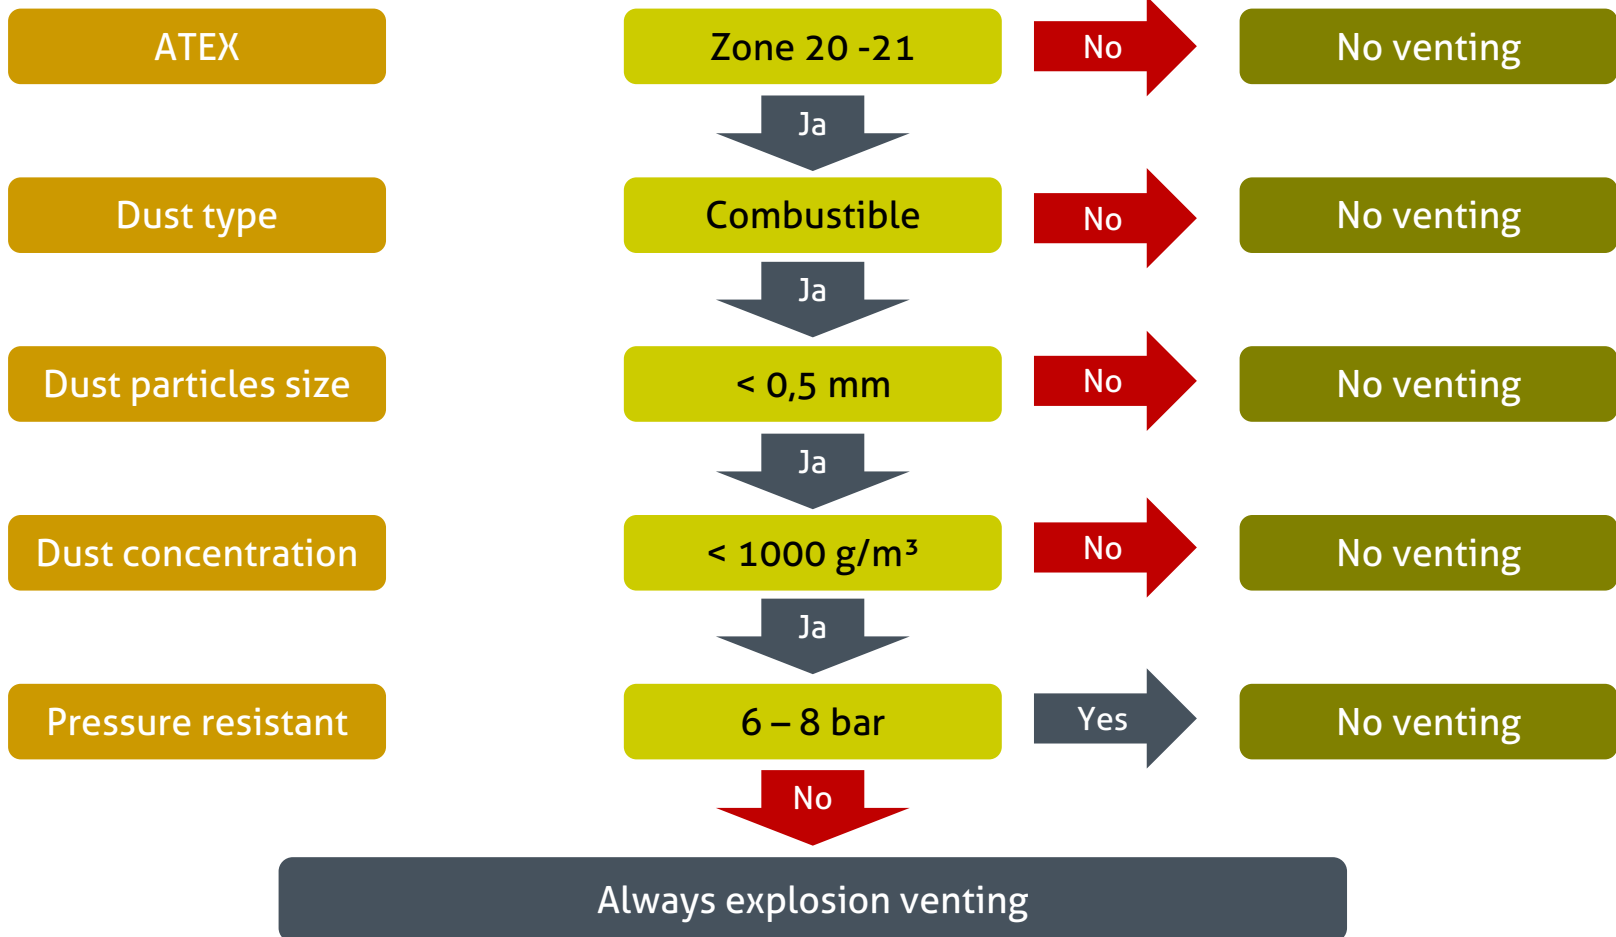 ATEX
Zone 20 -21
No
No venting
Ja
Dust type
Combustible
No
No venting
Ja
Dust particles size
< 0,5 mm
No
No venting
Ja
Dust concentration
< 1000 g/m³
No
No venting
Ja
Pressure resistant
6 – 8 bar
Yes
No venting
No
Always explosion venting